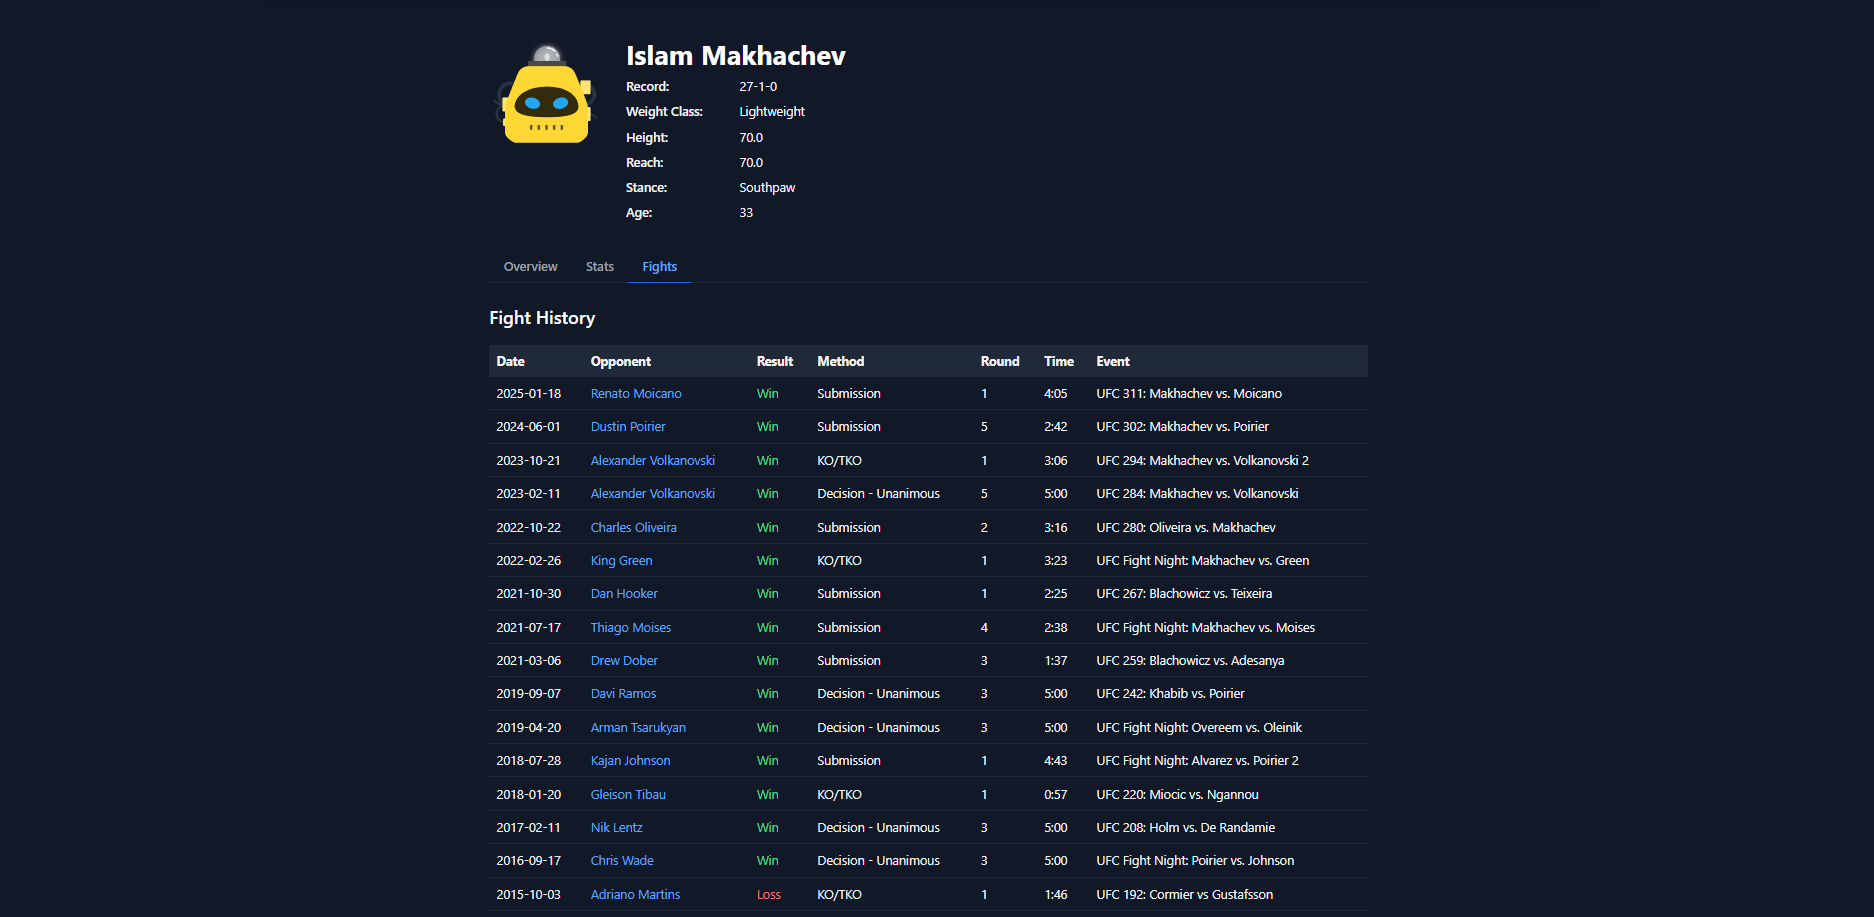 Islam Makhachev
Record: 27-1-0
Weight Class: Lightweight
Height: 70.0
Reach: 70.0
Stance: Southpaw
Age: 33
Overview Stats Fights
Fight History
Date Opponent Result Method Round Time Event
2025-01-18 Renato Moicano Win Submission 1 4:05 UFC 311: Makhachev vs. Moicano
2024-06-01 Dustin Poirier Win Submission 5 2:42 UFC 302: Makhachev vs. Poirier
2023-10-21 Alexander Volkanovski Win KO/TKO 1 3:06 UFC 294: Makhachev vs. Volkanovski 2
2023-02-11 Alexander Volkanovski Win Decision - Unanimous 5 5:00 UFC 284: Makhachev vs. Volkanovski
2022-10-22 Charles Oliveira Win Submission 2 3:16 UFC 280: Oliveira vs. Makhachev
2022-02-26 King Green Win KO/TKO 1 3:23 UFC Fight Night: Makhachev vs. Green
2021-10-30 Dan Hooker Win Submission 1 2:25 UFC 267: Blachowicz vs. Teixeira
2021-07-17 Thiago Moises Win Submission 4 2:38 UFC Fight Night: Makhachev vs. Moises
2021-03-06 Drew Dober Win Submission 3 1:37 UFC 259: Blachowicz vs. Adesanya
2019-09-07 Davi Ramos Win Decision - Unanimous 3 5:00 UFC 242: Khabib vs. Poirier
2019-04-20 Arman Tsarukyan Win Decision - Unanimous 3 5:00 UFC Fight Night: Overeem vs. Oleinik
2018-07-28 Kajan Johnson Win Submission 1 4:43 UFC Fight Night: Alvarez vs. Poirier 2
2018-01-20 Gleison Tibau Win KO/TKO 1 0:57 UFC 220: Miocic vs. Ngannou
2017-02-11 Nik Lentz Win Decision - Unanimous 3 5:00 UFC 208: Holm vs. De Randamie
2016-09-17 Chris Wade Win Decision - Unanimous 3 5:00 UFC Fight Night: Poirier vs. Johnson
2015-10-03 Adriano Martins Loss KO/TKO 1 1:46 UFC 192: Cormier vs Gustafsson